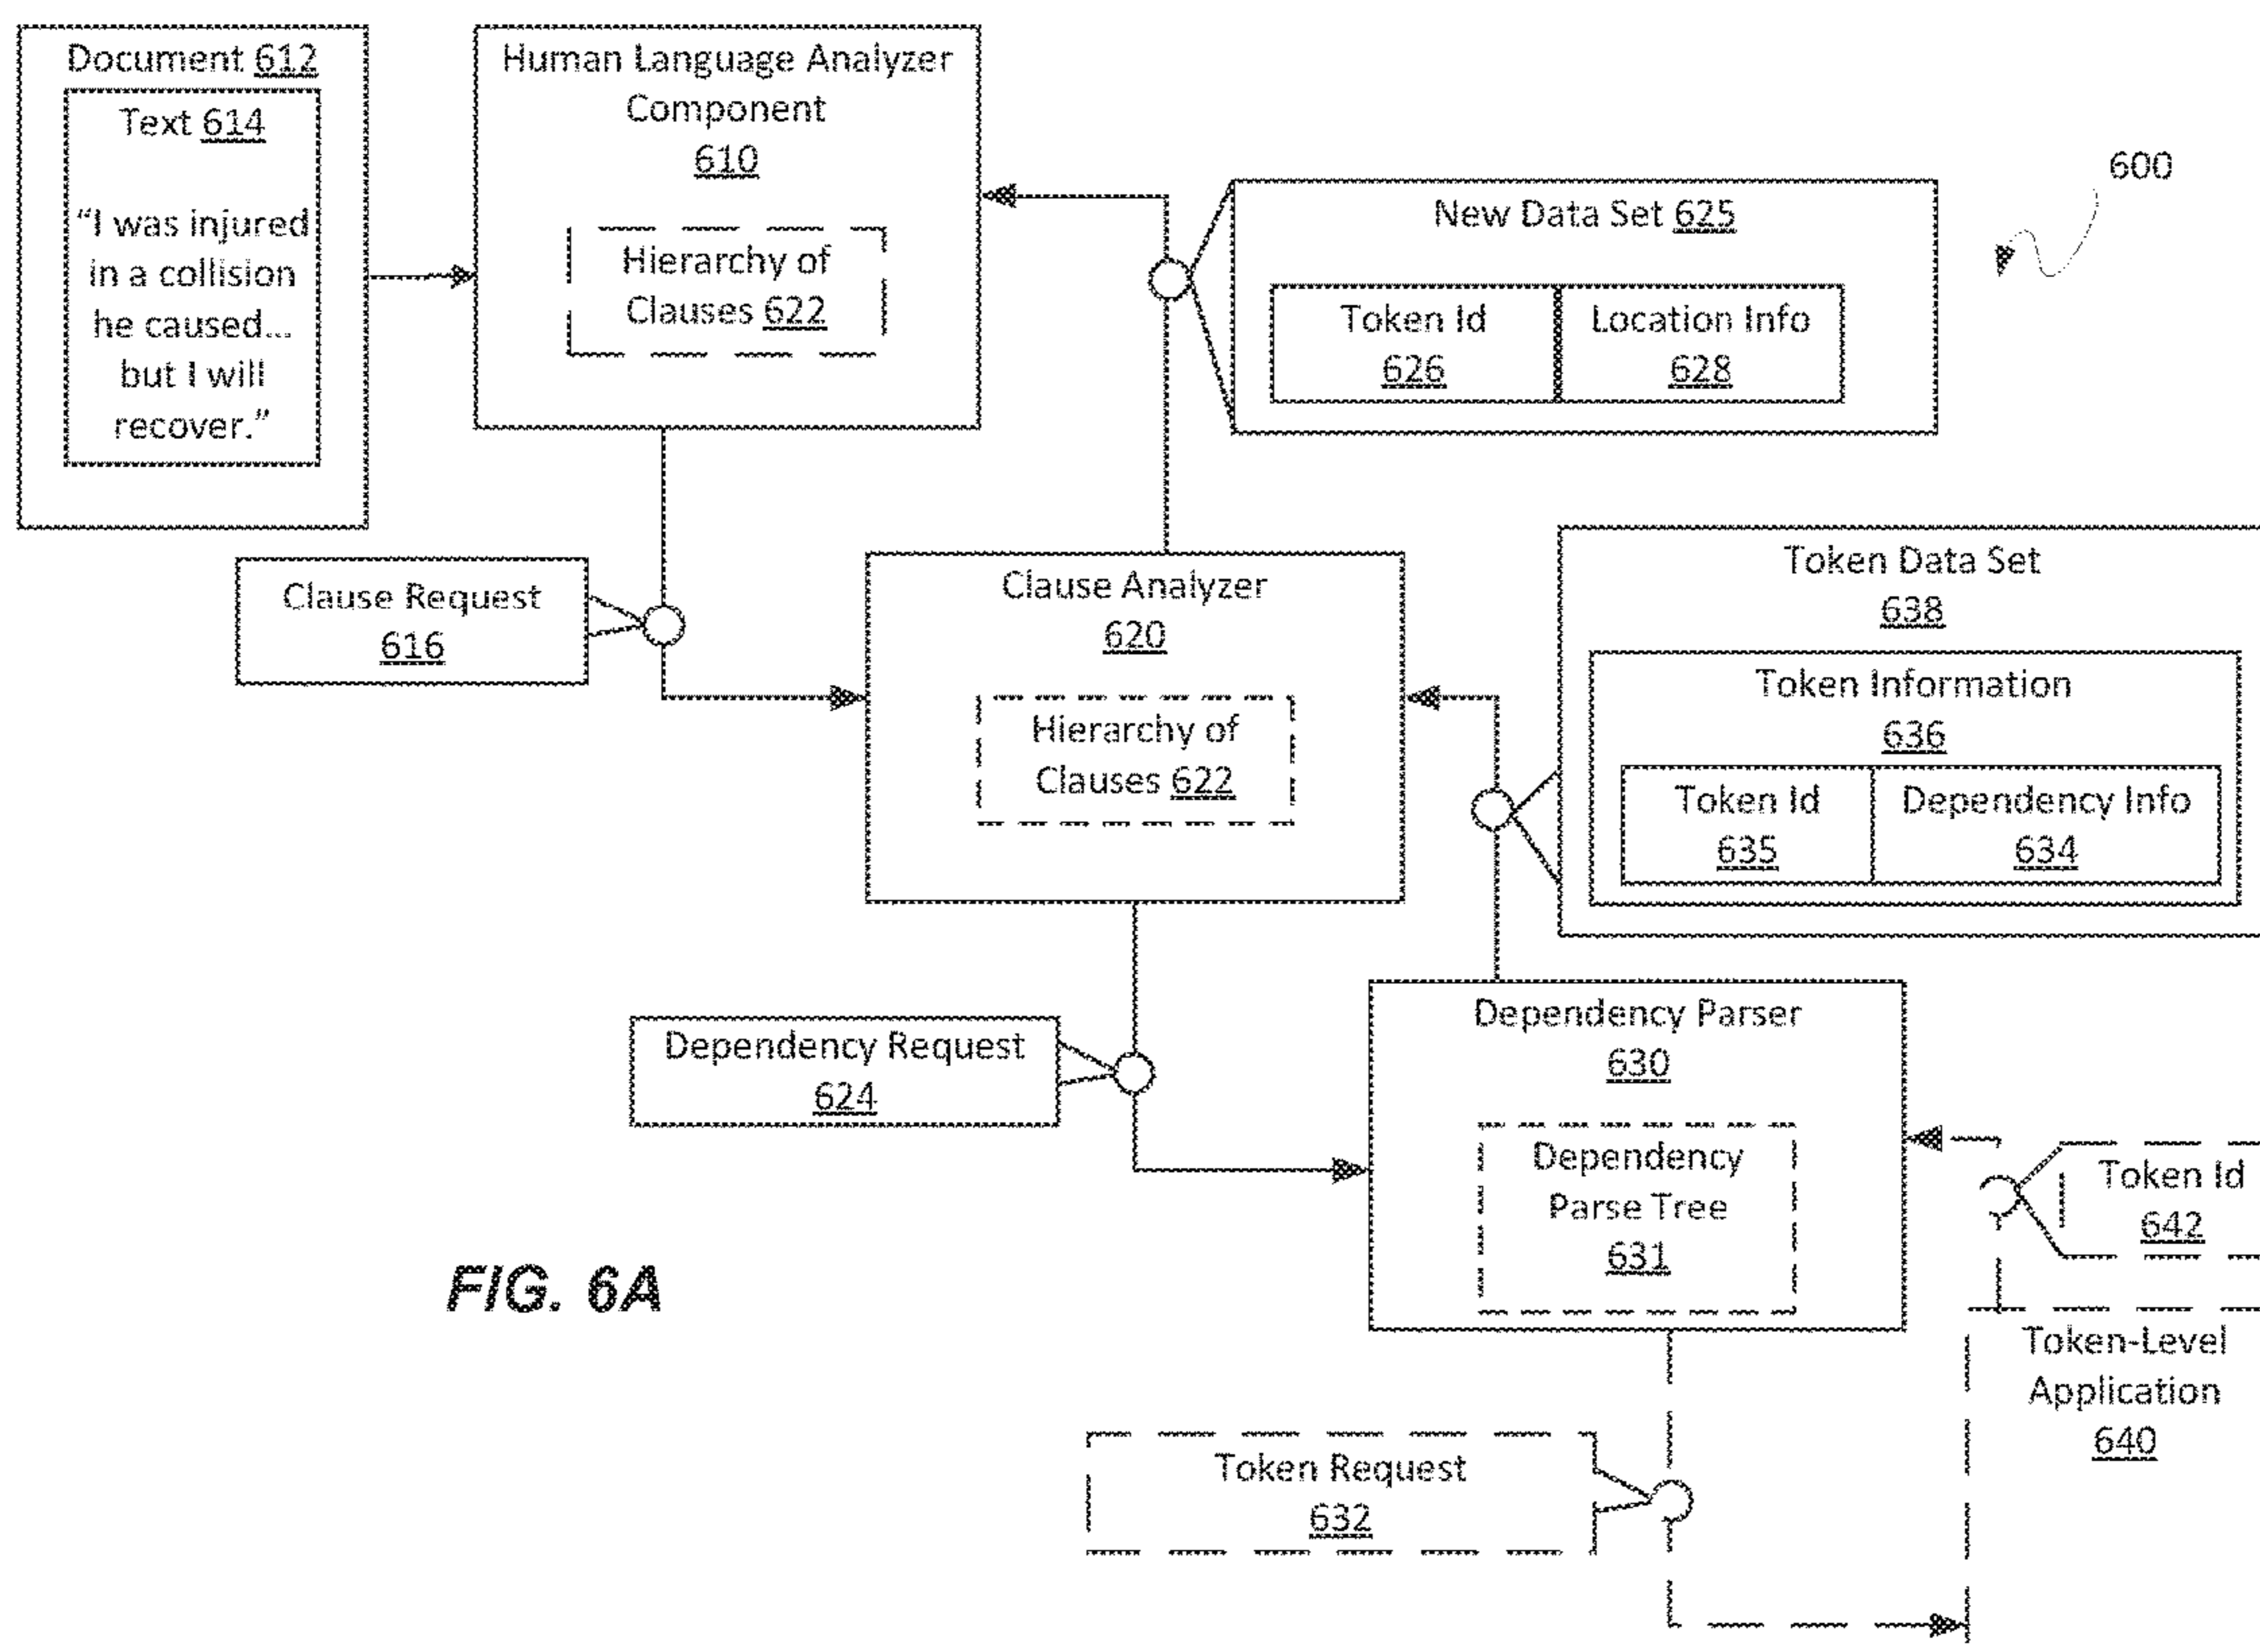 Document 612
Text 614
“I was injured
in a collision
he caused...
but I will
recover.”
Human Language Analyzer
Component
610
Hierarchy of
Clauses 622
New Data Set 625
Token Id
626
Location Info
628
600
Clause Request
616
Clause Analyzer
620
Hierarchy of
Clauses 622
Token Data Set
638
Token Information
636
Token Id
635
Dependency Info
634
Dependency Request
624
Dependency Parser
630
Dependency
Parse Tree
631
Token Id
642
Token-Level
Application
640
Token Request
632
FIG. 6A